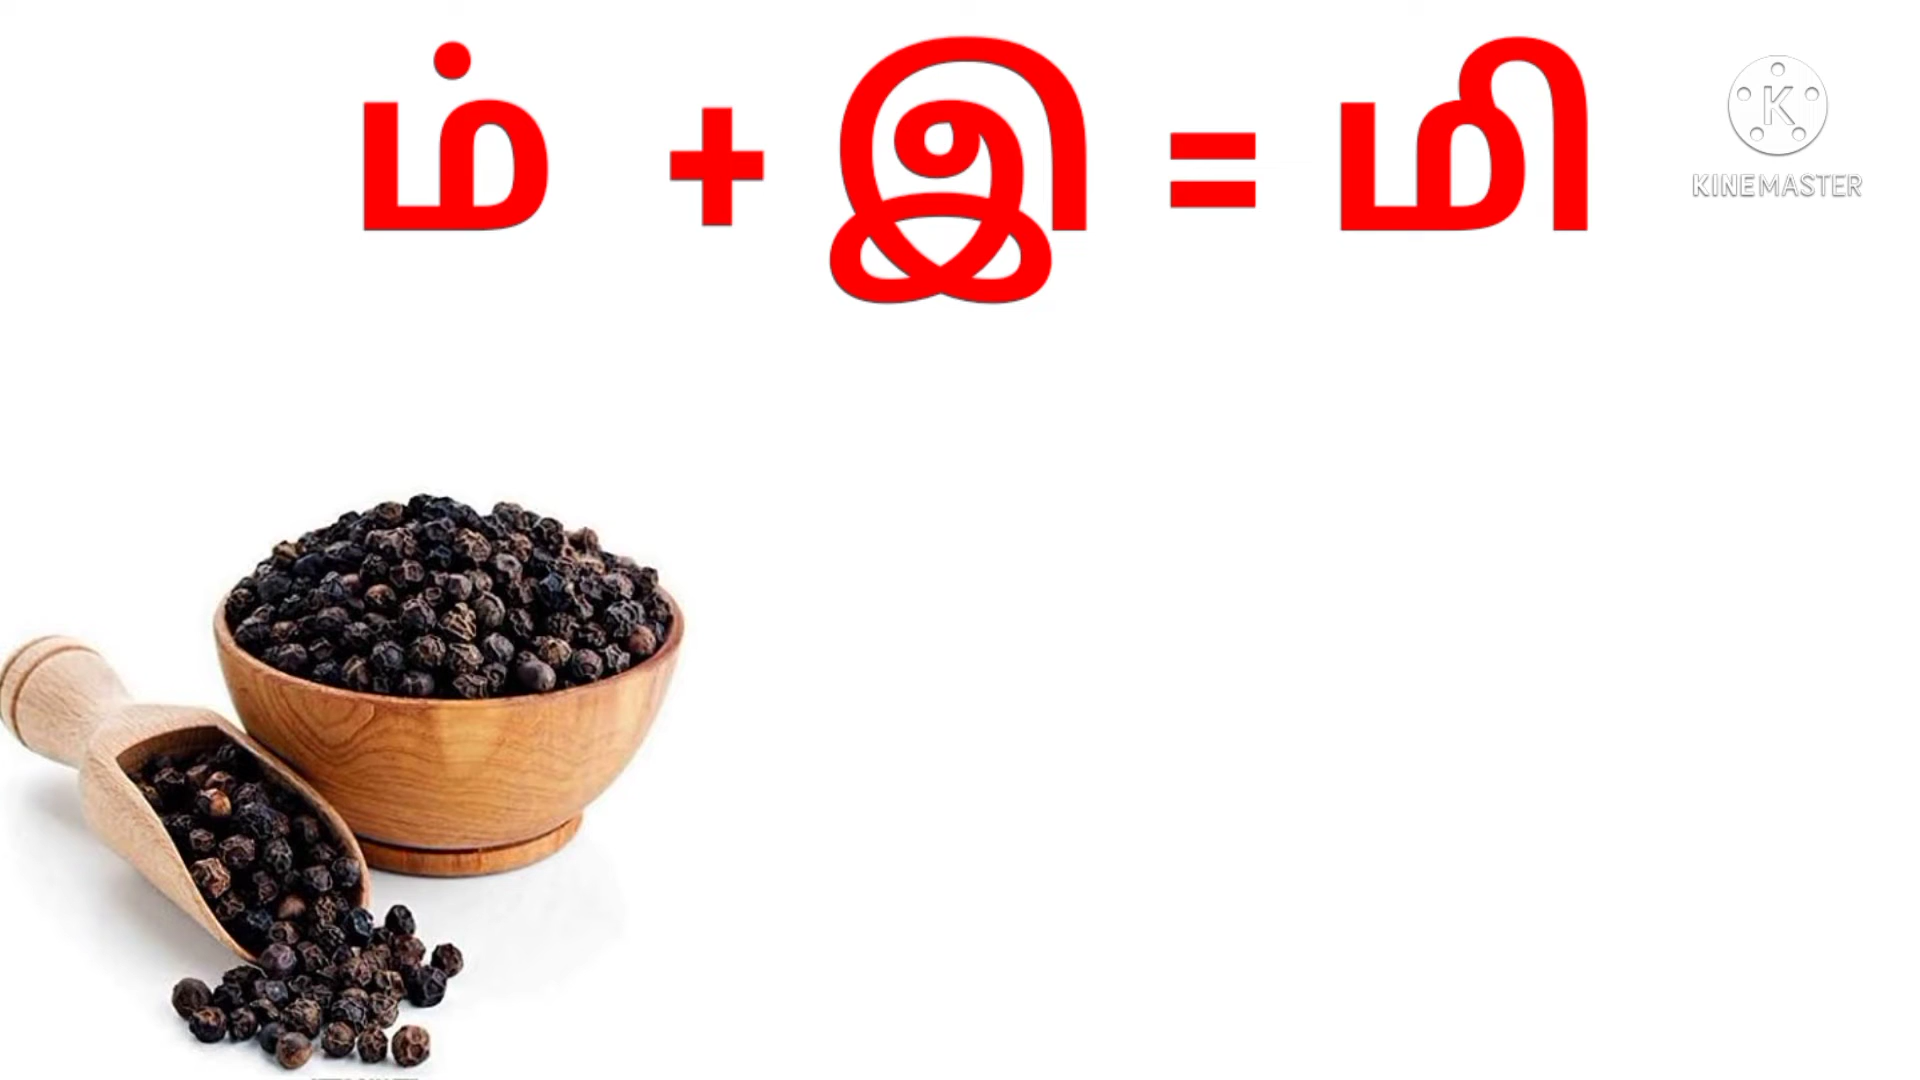 ம் + இ = மி
K
KINEMASTER